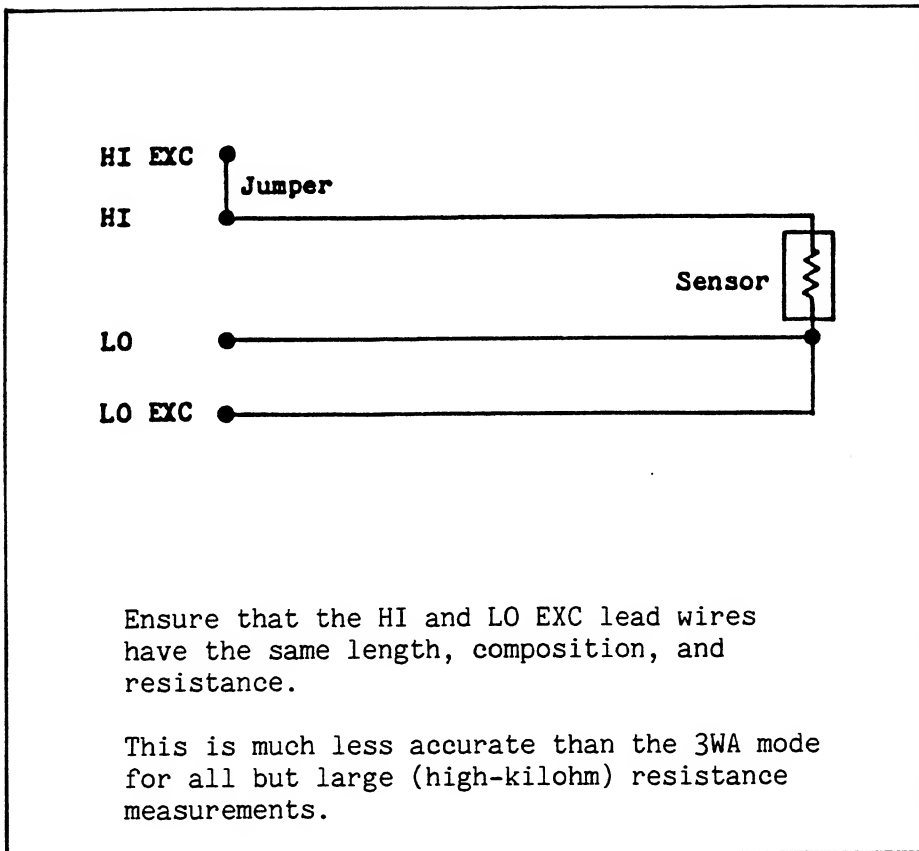 HI EXC
Jumper
HI
Sensor
LO
LO EXC
Ensure that the HI and LO EXC lead wires
have the same length, composition, and
resistance.
This is much less accurate than the 3WA mode
for all but large (high-kilohm) resistance
measurements.